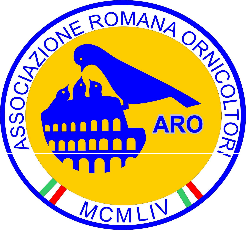 ASSOCIAZIONE ROMANA ORNICOLTORI
ARO
MCMLIV